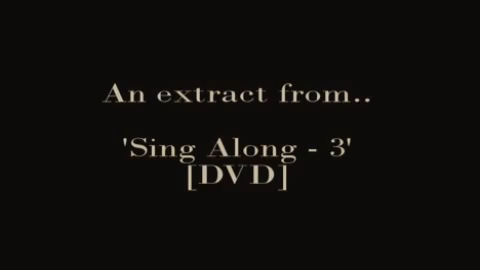 An extract from..
'Sing Along - 3'
[DVD]